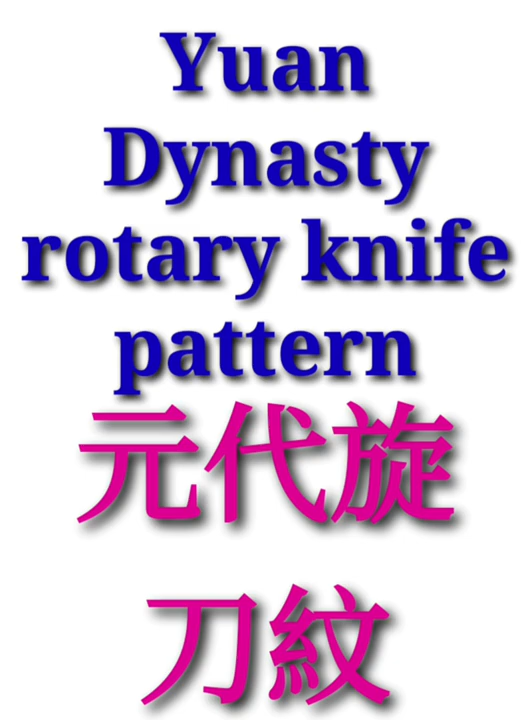 Yuan
Dynasty
rotary knife
pattern
元代旋
刀紋